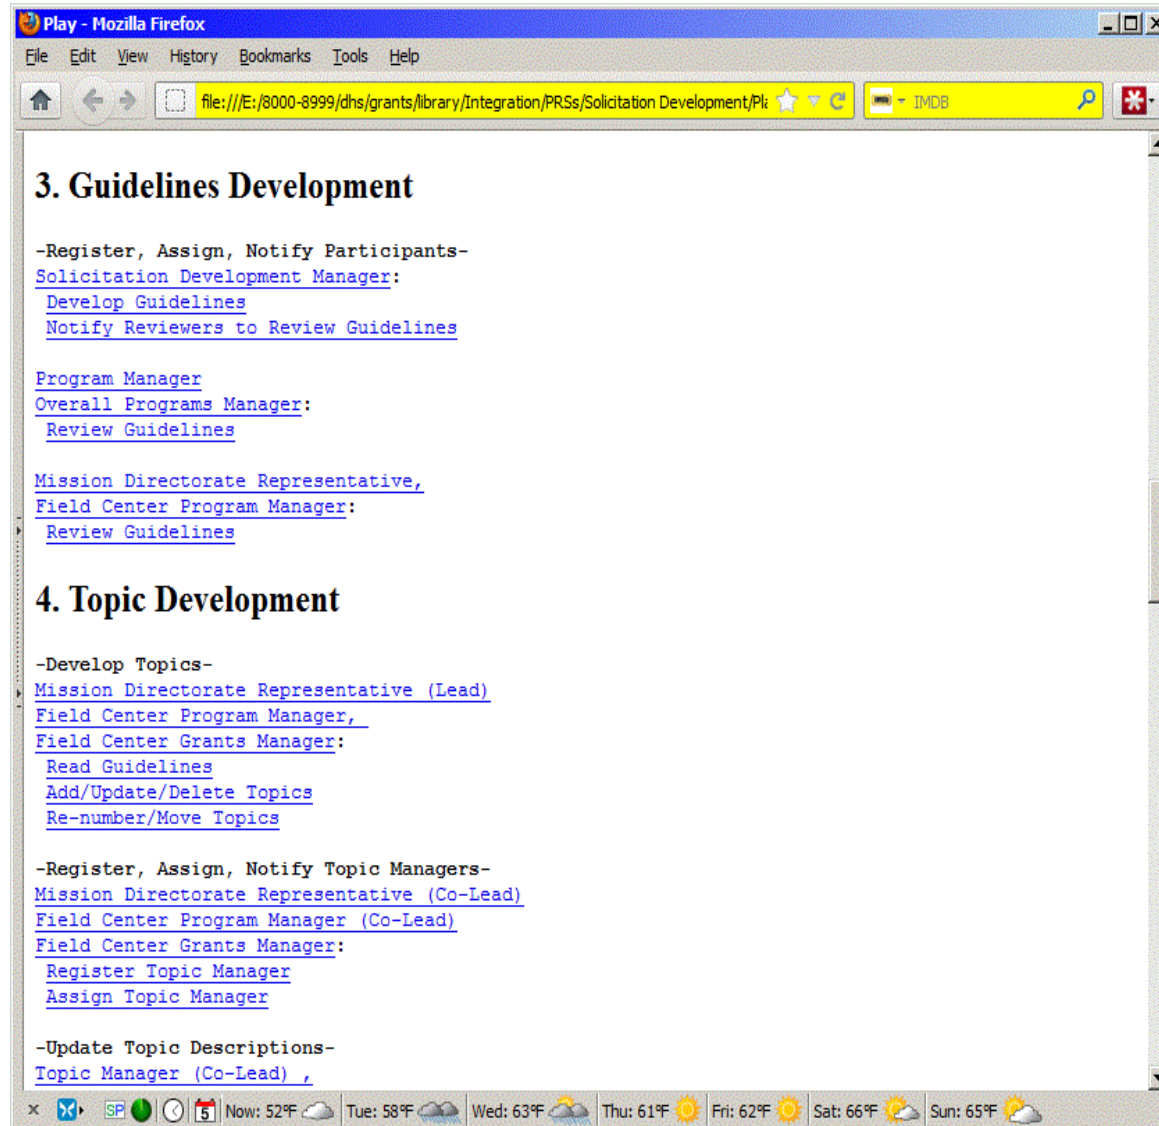 Play - Mozilla Firefox
File Edit View History Bookmarks Tools Help
file:///E:/8000-8999/dhs/grants/library/Integration/PRSs/Solicitation Development/Pla IMDB
3. Guidelines Development
-Register, Assign, Notify Participants-
Solicitation Development Manager:
Develop Guidelines
Notify Reviewers to Review Guidelines
Program Manager
Overall Programs Manager:
Review Guidelines
Mission Directorate Representative,
Field Center Program Manager:
Review Guidelines
4. Topic Development
-Develop Topics-
Mission Directorate Representative (Lead)
Field Center Program Manager,
Field Center Grants Manager:
Read Guidelines
Add/Update/Delete Topics
Re-number/Move Topics
-Register, Assign, Notify Topic Managers-
Mission Directorate Representative (Co-Lead)
Field Center Program Manager (Co-Lead)
Field Center Grants Manager:
Register Topic Manager
Assign Topic Manager
-Update Topic Descriptions-
Topic Manager (Co-Lead) ,
SP 5 Now: 52°F Tue: 58°F Wed: 63°F Thu: 61°F Fri: 62°F Sat: 66°F Sun: 65°F